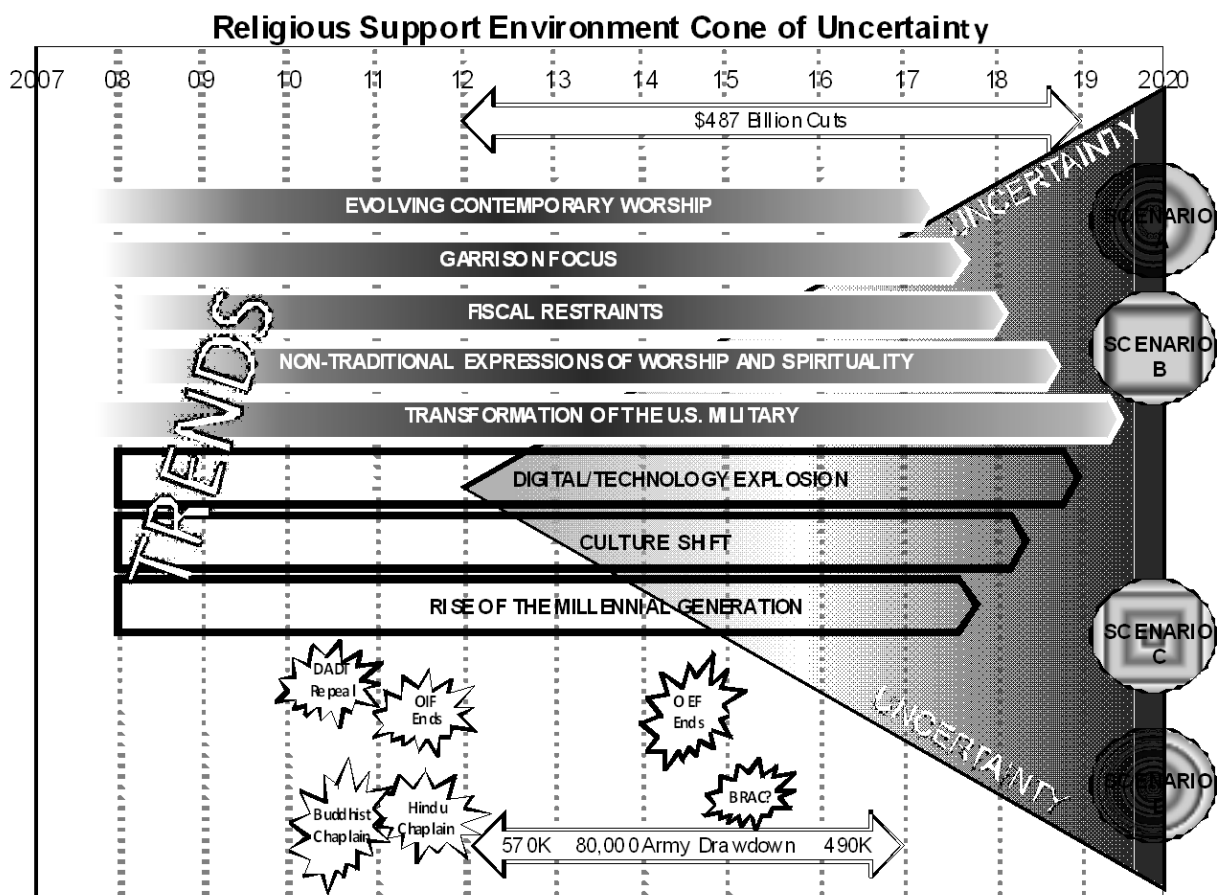 Religious Support Environment Cone of Uncertainty
2007 08 09 10 11 12 13 14 15 16 17 18 19 2020
$487 Billion Cuts
UNCERTAINTY
EVOLVING CONTEMPORARY WORSHIP
SCENARIO
A
GARRISON FOCUS
FISCAL RESTRAINTS
SCENARIO
B
NON-TRADITIONAL EXPRESSIONS OF WORSHIP AND SPIRITUALITY
TRANSFORMATION OF THE U.S. MILITARY
TRENDS
DIGITAL/TECHNOLOGY EXPLOSION
CULTURE SHIFT
RISE OF THE MILLENNIAL GENERATION
SCENARIO
C
DADT
Repeal
OIF
Ends
OEF
Ends
UNCERTAINTY
SCENARIO
BRAC?
Buddhist
Chaplain
Hindu
Chaplain
570K 80,000 Army Drawdown 490K